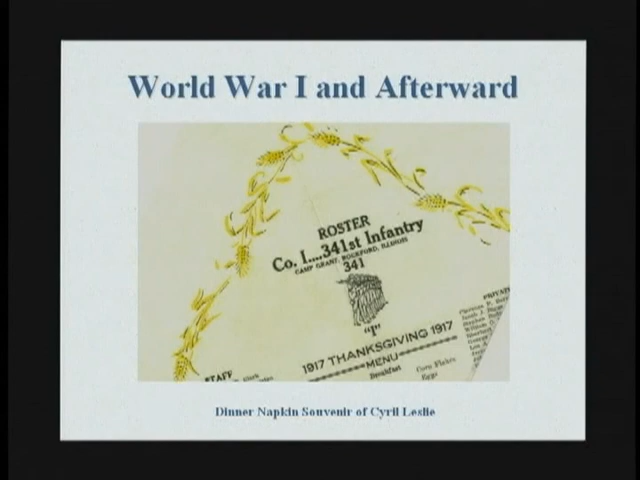 World War I and Afterward
ROSTER
Co. I....341st Infantry
CAMP GRANT, ROCKFORD, ILLINOIS
341
"I"
1917 THANKSGIVING 1917
MENU
Breakfast
Corn Flakes
Eggs
STAFF
PRIVATE
Dinner Napkin Souvenir of Cyril Leslie